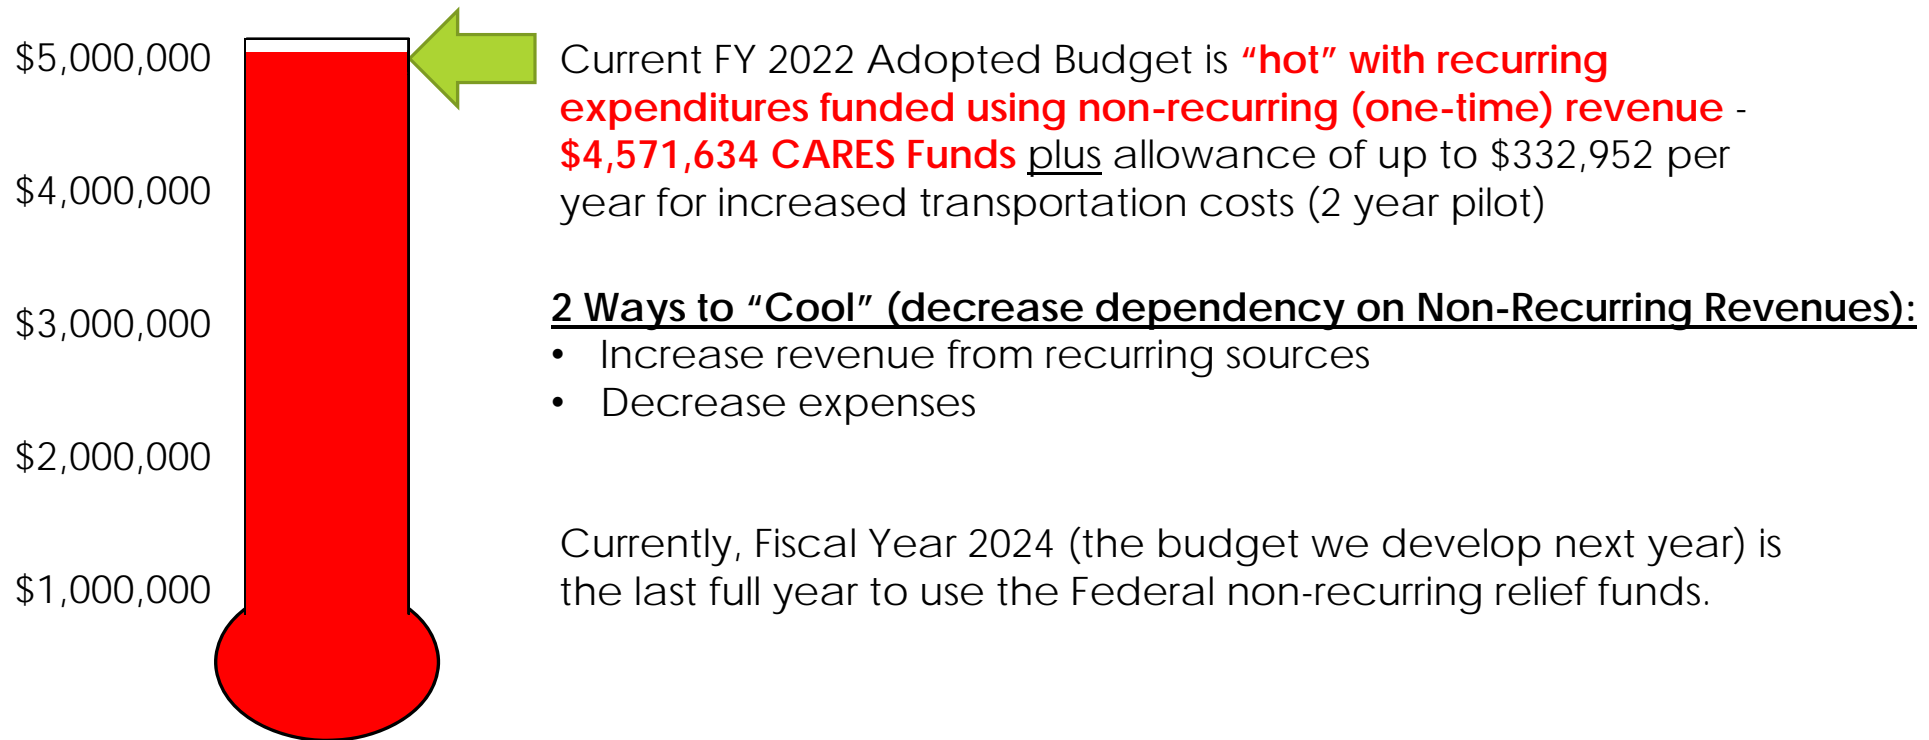 $5,000,000
$4,000,000
$3,000,000
$2,000,000
$1,000,000
Current FY 2022 Adopted Budget is “hot” with recurring
expenditures funded using non-recurring (one-time) revenue -
$4,571,634 CARES Funds plus allowance of up to $332,952 per
year for increased transportation costs (2 year pilot)
2 Ways to “Cool” (decrease dependency on Non-Recurring Revenues):
• Increase revenue from recurring sources
• Decrease expenses
Currently, Fiscal Year 2024 (the budget we develop next year) is
the last full year to use the Federal non-recurring relief funds.